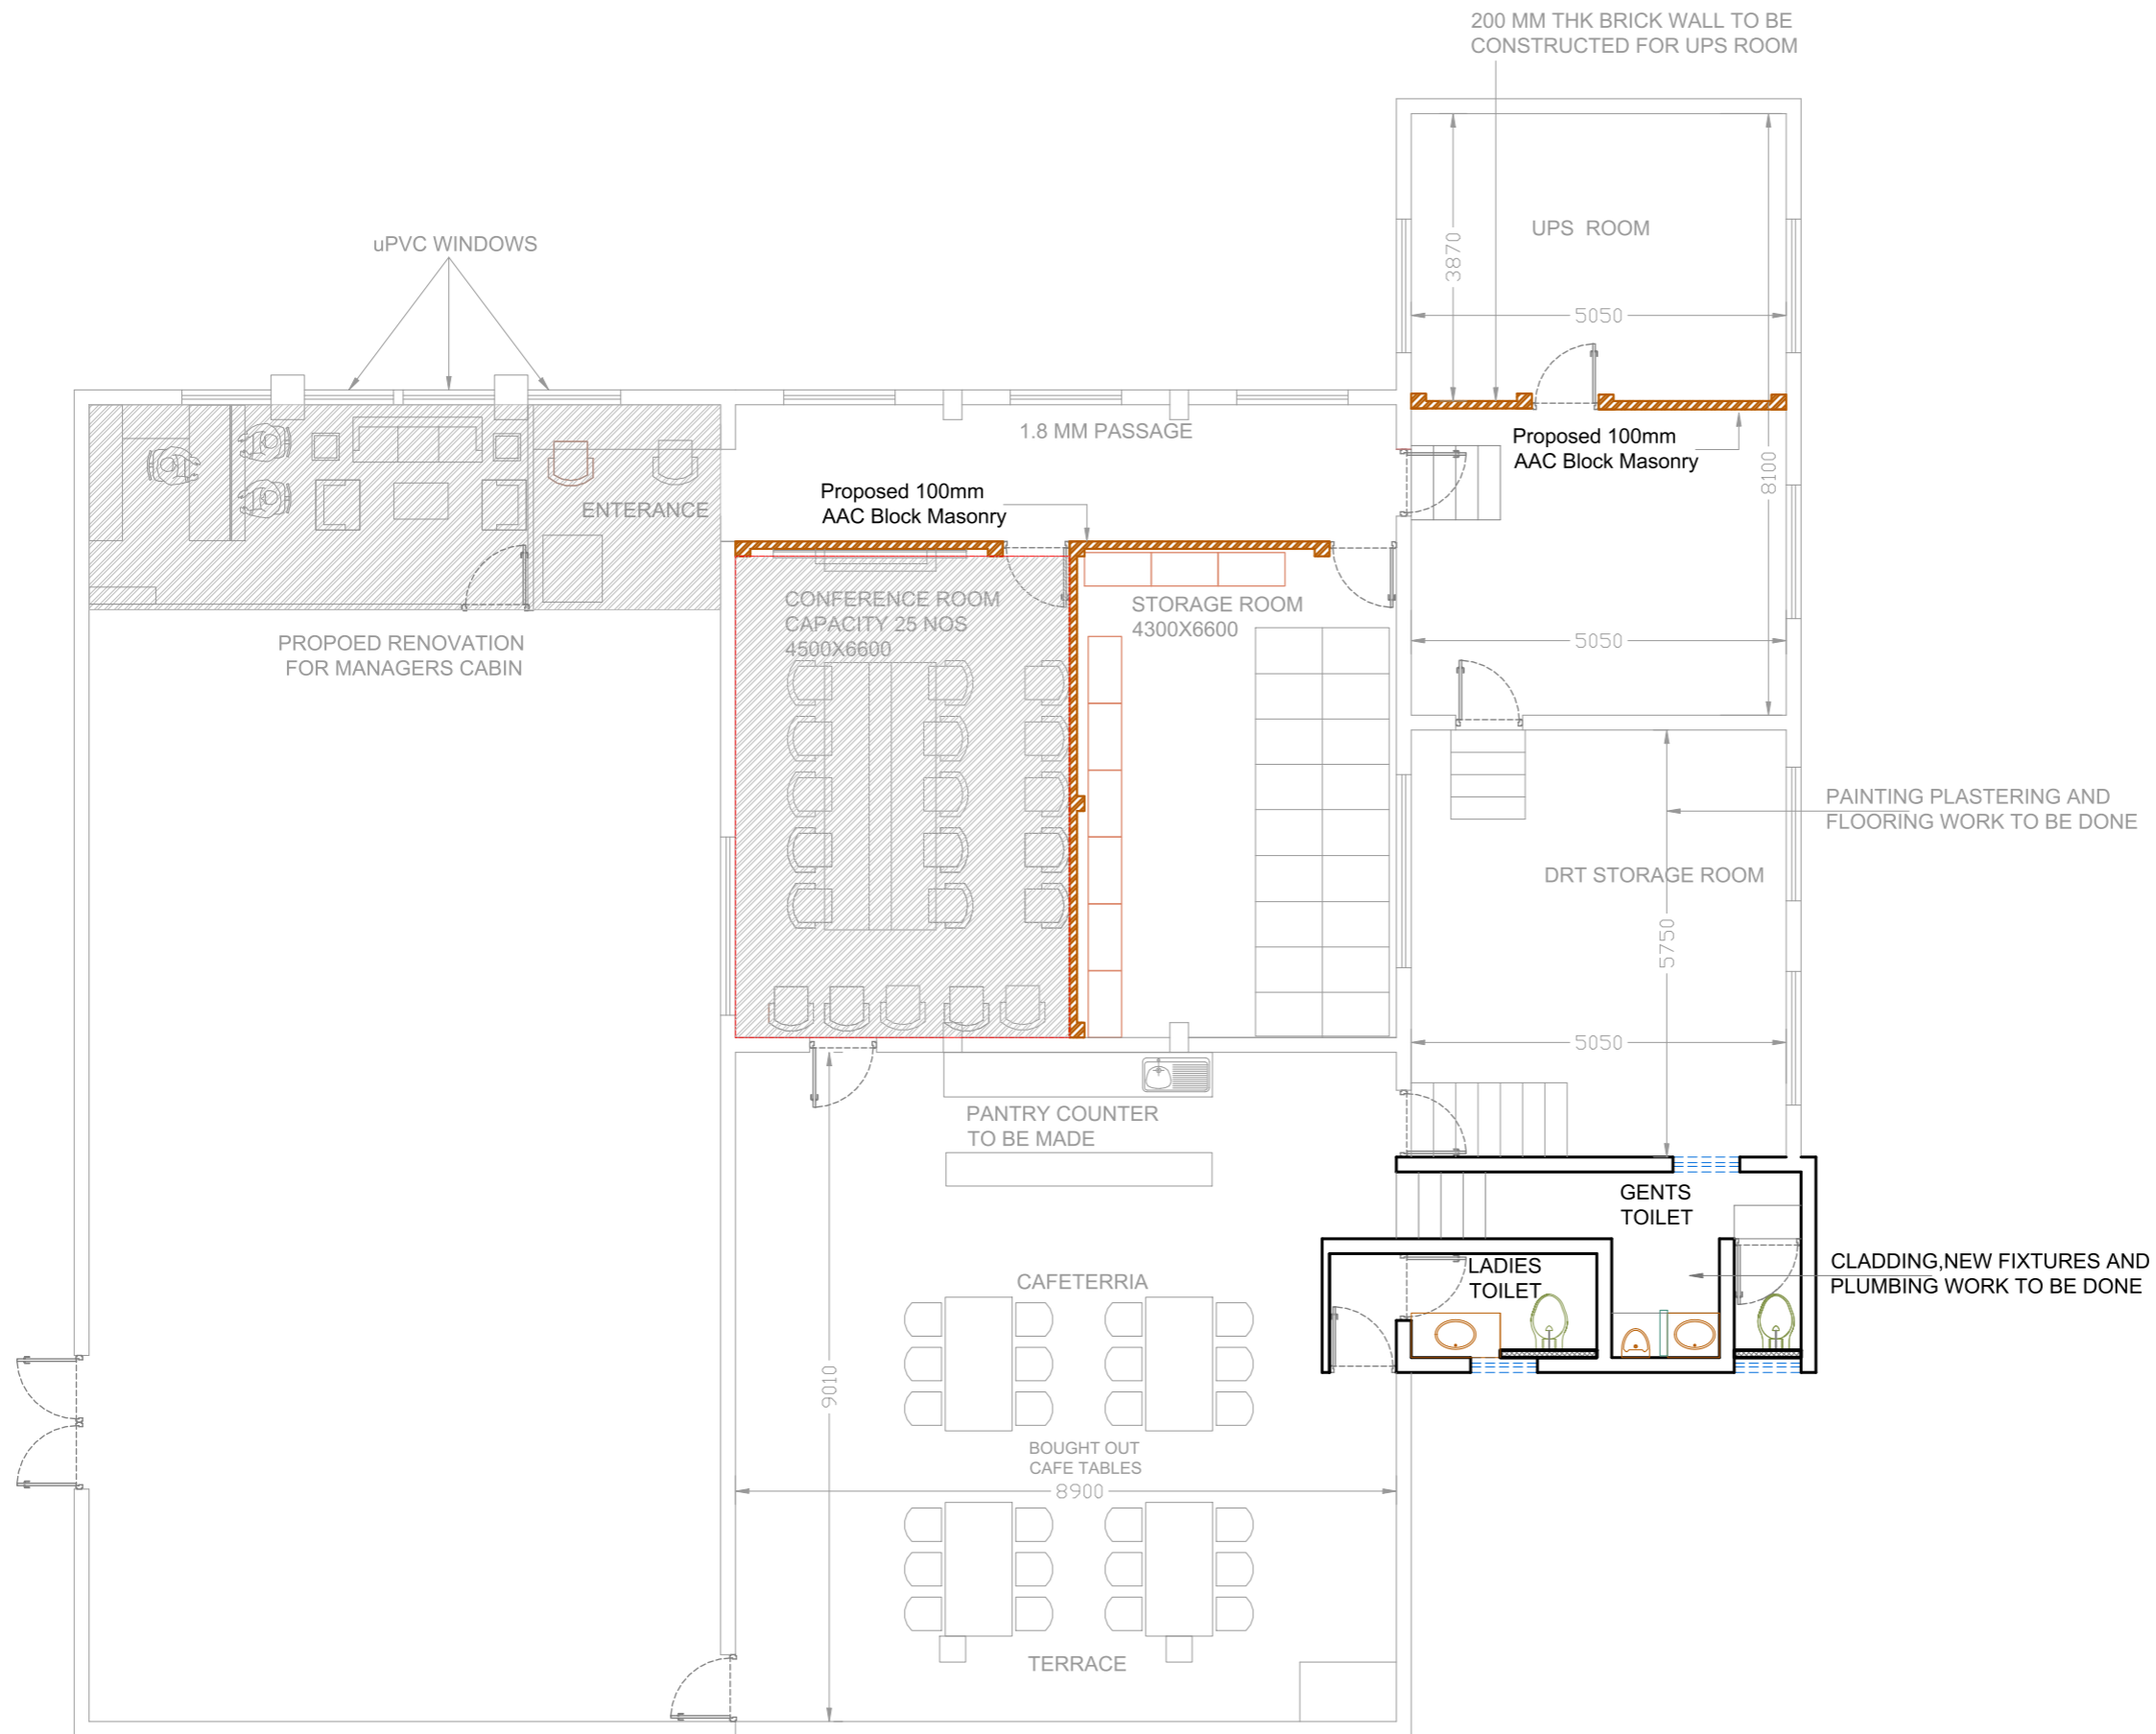 200 MM THK BRICK WALL TO BE
CONSTRUCTED FOR UPS ROOM
UPS  ROOM
uPVC WINDOWS
3870
5050
1.8 MM PASSAGE
Proposed 100mm
AAC Block Masonry
8100
Proposed 100mm
AAC Block Masonry
ENTERANCE
CONFERENCE ROOM
CAPACITY 25 NOS
4500X6600
STORAGE ROOM
4300X6600
PROPOED RENOVATION
FOR MANAGERS CABIN
5050
PAINTING PLASTERING AND
FLOORING WORK TO BE DONE
DRT STORAGE ROOM
5750
5050
PANTRY COUNTER
TO BE MADE
GENTS
TOILET
LADIES
TOILET
CLADDING,NEW FIXTURES AND
PLUMBING WORK TO BE DONE
CAFETERRIA
9010
BOUGHT OUT
CAFE TABLES
8900
TERRACE